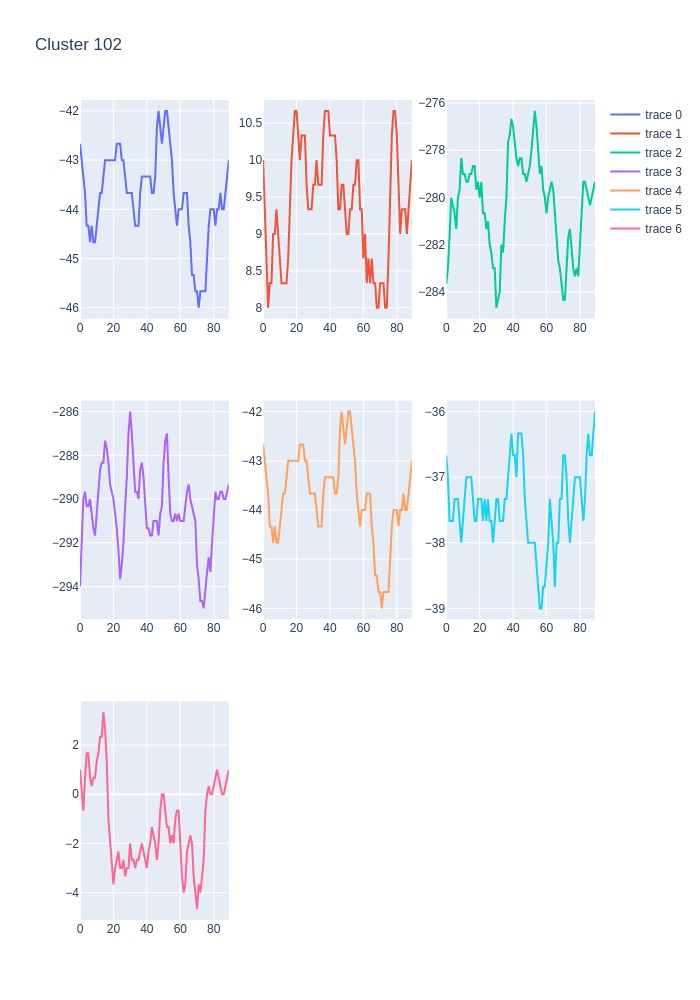 Cluster 102
−42
−43
−44
−45
−46
0 20 40 60 80
10.5
10
9.5
9
8.5
8
0 20 40 60 80
−276
−278
−280
−282
−284
0 20 40 60 80
trace 0
trace 1
trace 2
trace 3
trace 4
trace 5
trace 6
−286
−288
−290
−292
−294
0 20 40 60 80
−42
−43
−44
−45
−46
0 20 40 60 80
−36
−37
−38
−39
0 20 40 60 80
2
0
−2
−4
0 20 40 60 80